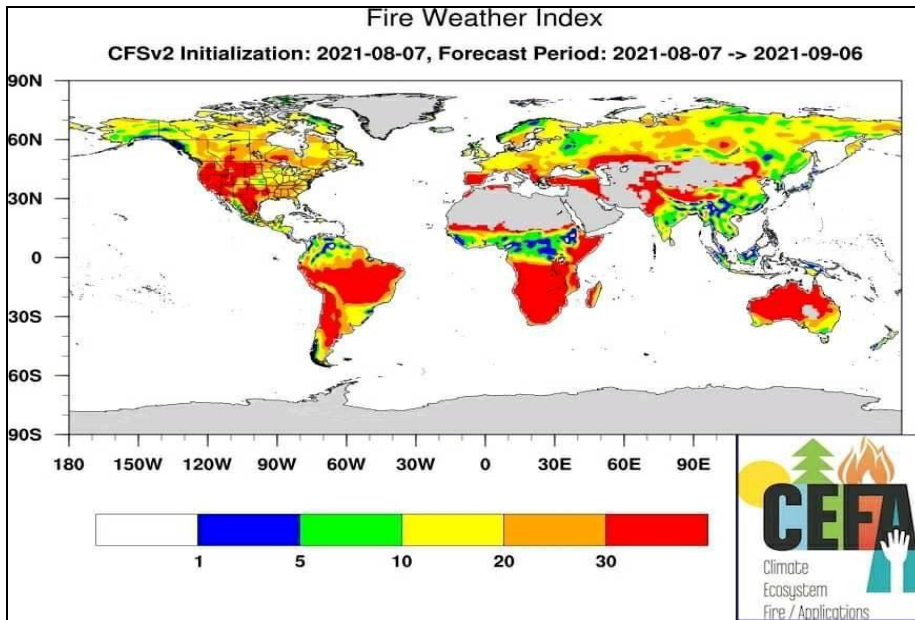 Fire Weather Index
CFSv2 Initialization: 2021-08-07, Forecast Period: 2021-08-07 -> 2021-09-06
90N
60N
30N
0
30S
60S
90S
180 150W 120W 90W 60W 30W 0 30E 60E 90E
1 5 10 20 30
CEFA
Climate
Ecosystem
Fire / Applications